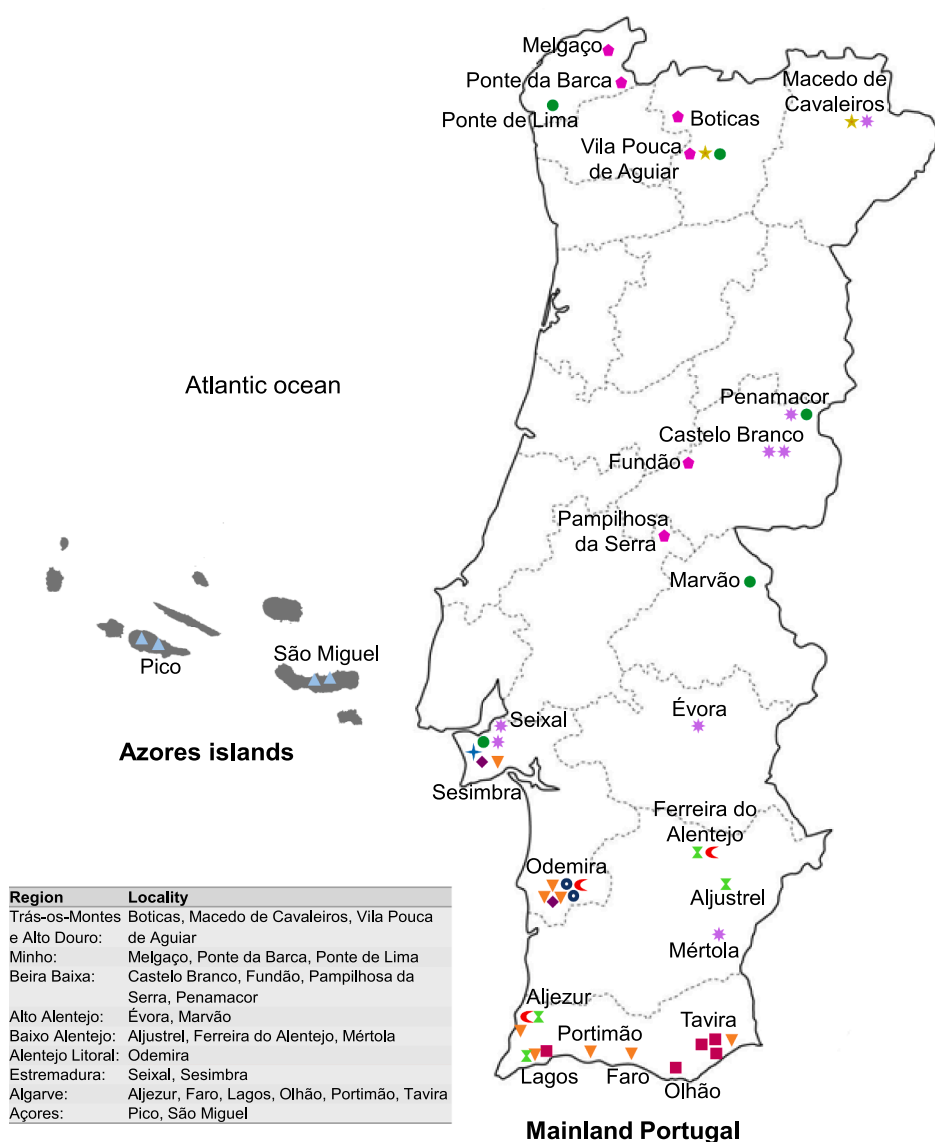 Melgaço
Ponte da Barca
Ponte de Lima
Boticas
Vila Pouca
de Aguiar
Macedo de
Cavaleiros
Atlantic ocean
Penamacor
Castelo Branco
Fundão
Pampilhosa
da Serra
Marvão
Pico
São Miguel
Azores islands
Seixal
Évora
Sesimbra
Ferreira do
Alentejo
Odemira
Aljustrel
Mértola
Aljezur
Portimão
Tavira
Lagos
Faro
Olhão
Mainland Portugal
Region Locality
Trás-os-Montes Boticas, Macedo de Cavaleiros, Vila Pouca
e Alto Douro: de Aguiar
Minho: Melgaço, Ponte da Barca, Ponte de Lima
Beira Baixa: Castelo Branco, Fundão, Pampilhosa da
Serra, Penamacor
Alto Alentejo: Évora, Marvão
Baixo Alentejo: Aljustrel, Ferreira do Alentejo, Mértola
Alentejo Litoral: Odemira
Estremadura: Seixal, Sesimbra
Algarve: Aljezur, Faro, Lagos, Olhão, Portimão, Tavira
Açores: Pico, São Miguel